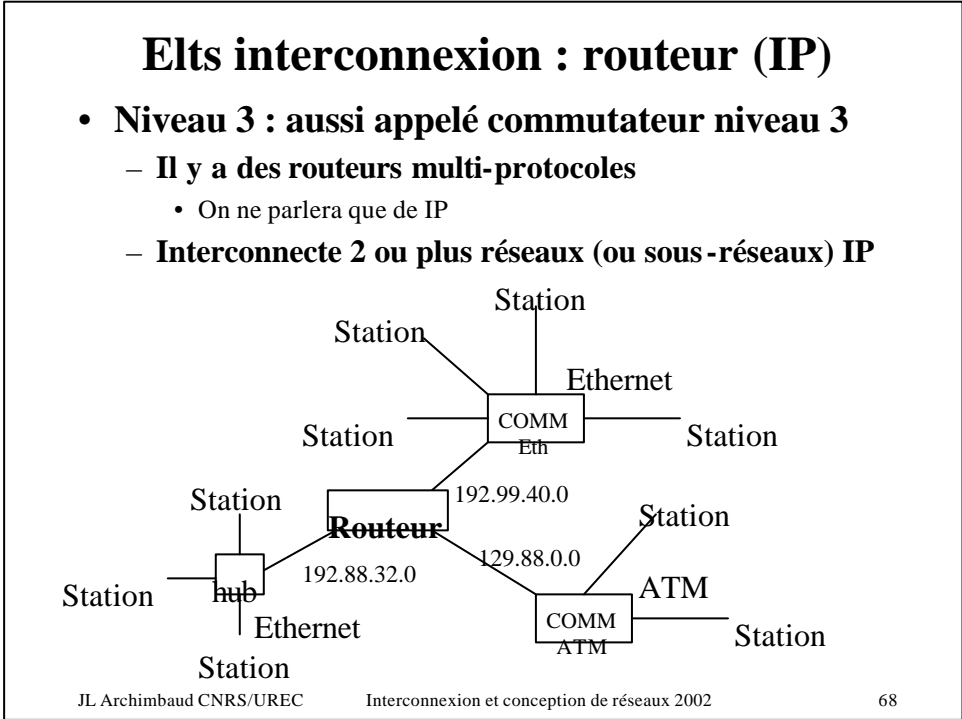 Elts interconnexion : routeur (IP)
• Niveau 3 : aussi appelé commutateur niveau 3
– Il y a des routeurs multi-protocoles
• On ne parlera que de IP
– Interconnecte 2 ou plus réseaux (ou sous-réseaux) IP
Station
Station
Ethernet
COMM
Eth
Station
Station
192.99.40.0
Station
Routeur
Station
129.88.0.0
192.88.32.0
hub
Station
ATM
COMM
ATM
Ethernet
Station
Station
JL Archimbaud CNRS/UREC
Interconnexion et conception de réseaux 2002
68